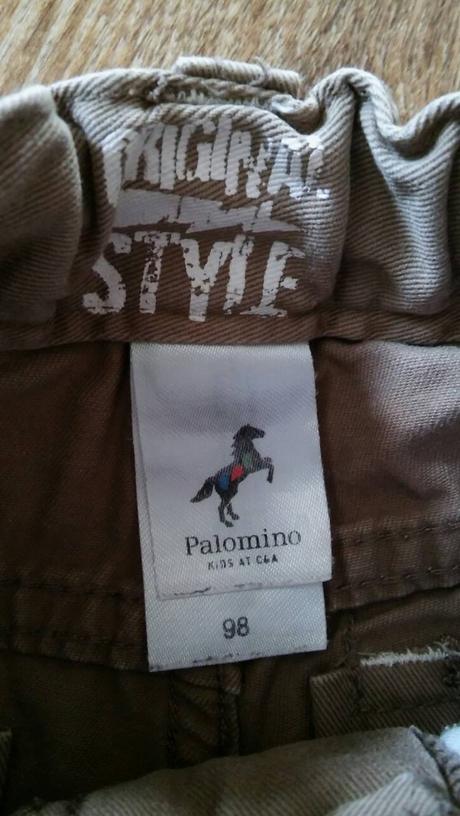 ORIGINAL
STYLE
Palomino
KIDS AT C&A
98